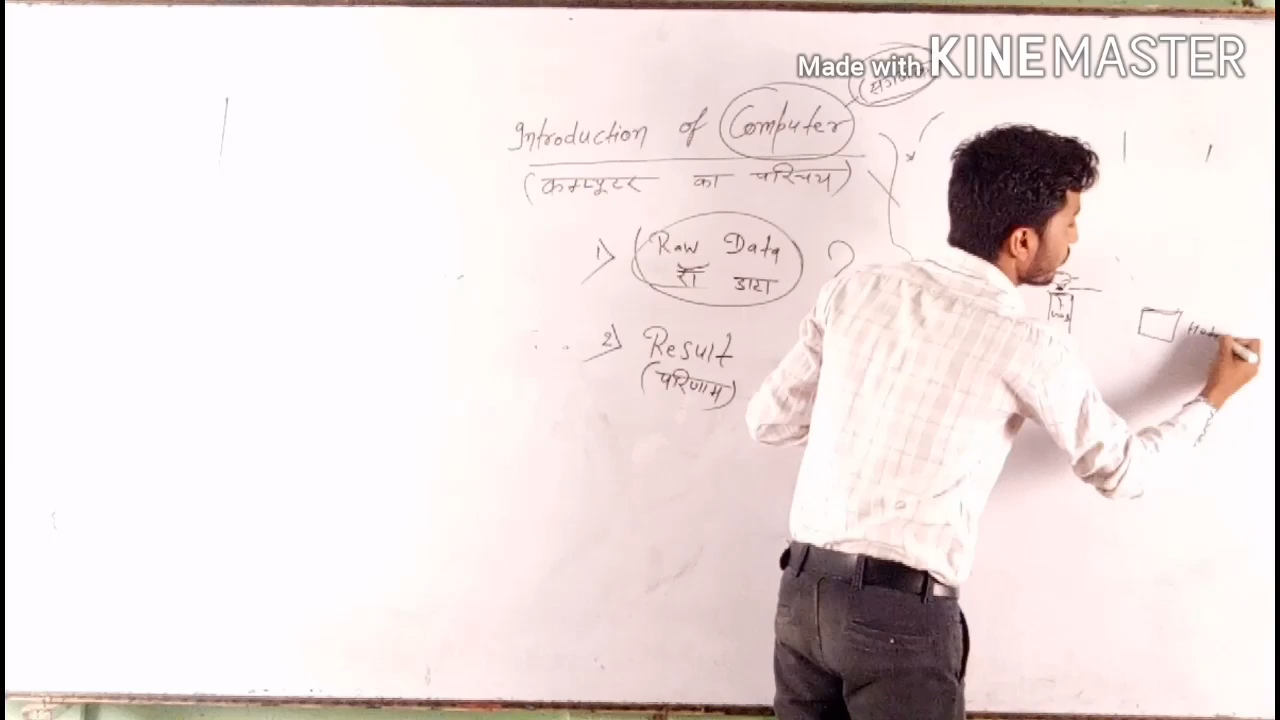 Made with KINEMASTER
Introduction of Computer
(कम्प्यूटर का परिचय)
1) Raw Data
रॉ डाटा
2) Result
(परिणाम)